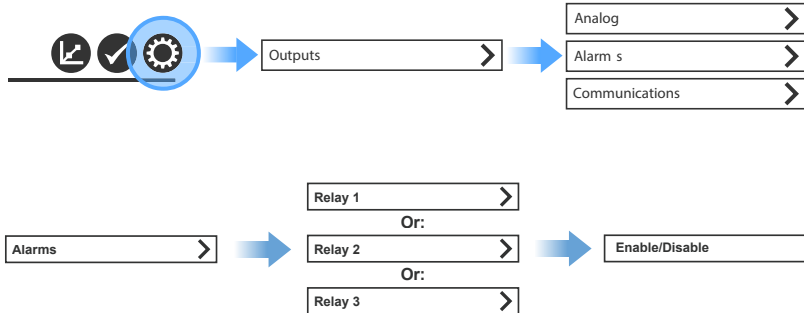 Outputs
Analog
Alarm s
Communications
Alarms
Relay 1
Or:
Relay 2
Or:
Relay 3
Enable/Disable